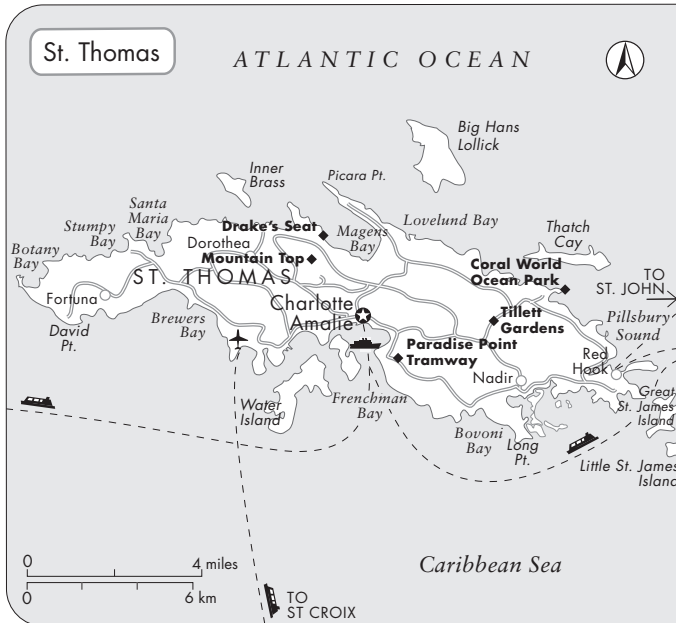 St. Thomas
ATLANTIC OCEAN
Big Hans
Lollick
Inner
Brass
Picara Pt.
Santa
Maria
Bay
Stumpy
Bay
Botany
Bay
Drake's Seat
Dorothea
Magens
Bay
Lovelund Bay
Thatch
Cay
Mountain Top
ST. THOMAS
Coral World
Ocean Park
TO
ST. JOHN
Fortuna
David
Pt.
Brewers
Bay
Charlotte
Amalie
Tillett
Gardens
Pillsbury
Sound
Paradise Point
Tramway
Red
Hook
Nadir
Water
Island
Frenchman
Bay
Great
St. James
Island
Bovoni
Bay
Long
Pt.
Little St. James
Island
Caribbean Sea
0
4 miles
0
6 km
TO
ST CROIX